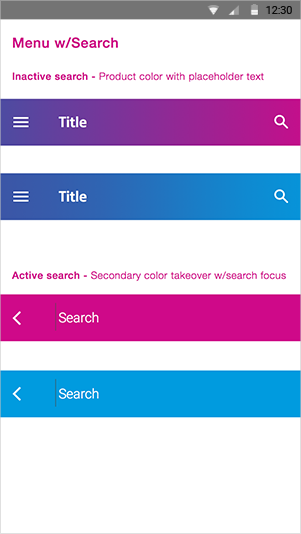 12:30
Menu w/Search
Inactive search - Product color with placeholder text
Title
Title
Active search - Secondary color takeover w/search focus
Search
Search